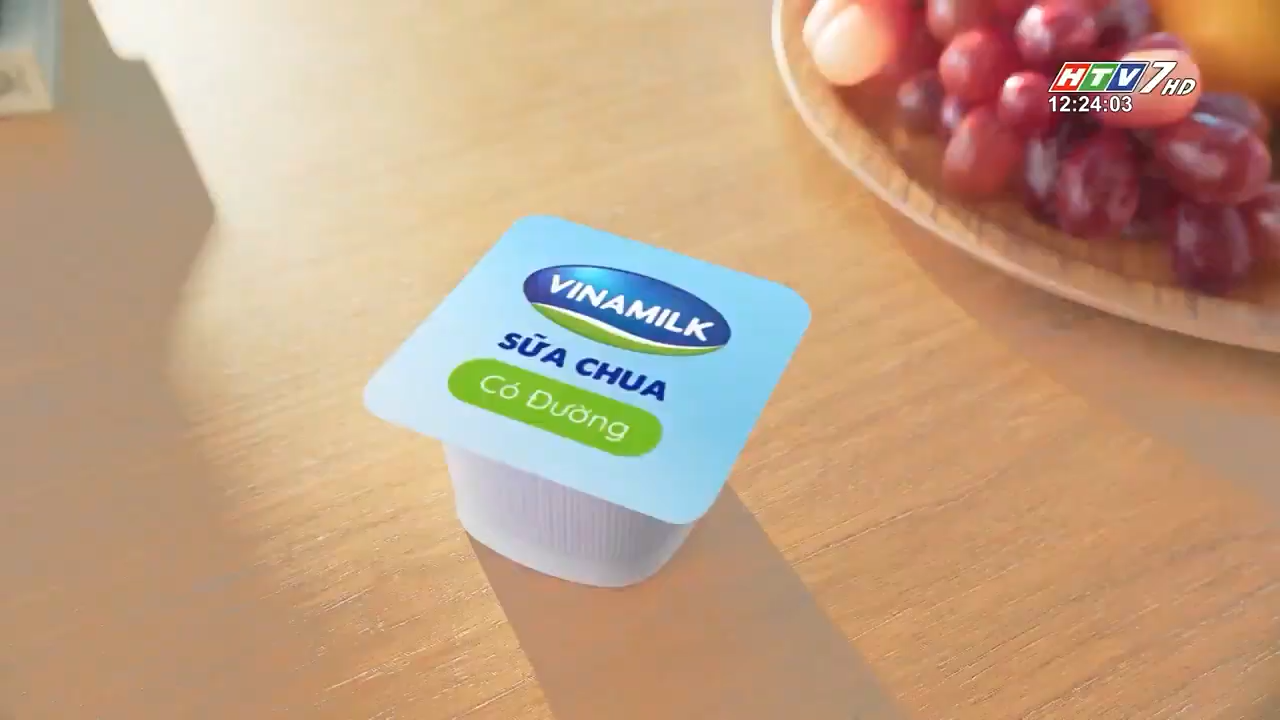 HTV7 HD
12:24:03
VINAMILK
SỮA CHUA
Có Đường